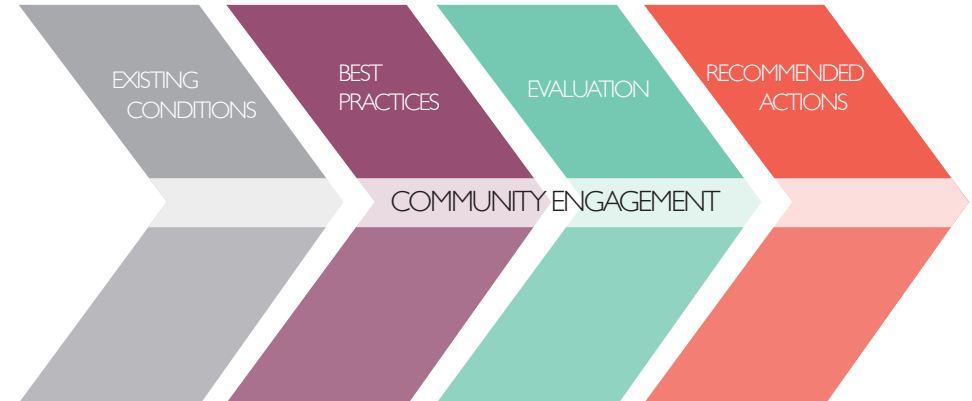 EXISTING
CONDITIONS
BEST
PRACTICES
EVALUATION
RECOMMENDED
ACTIONS
COMMUNITY ENGAGEMENT